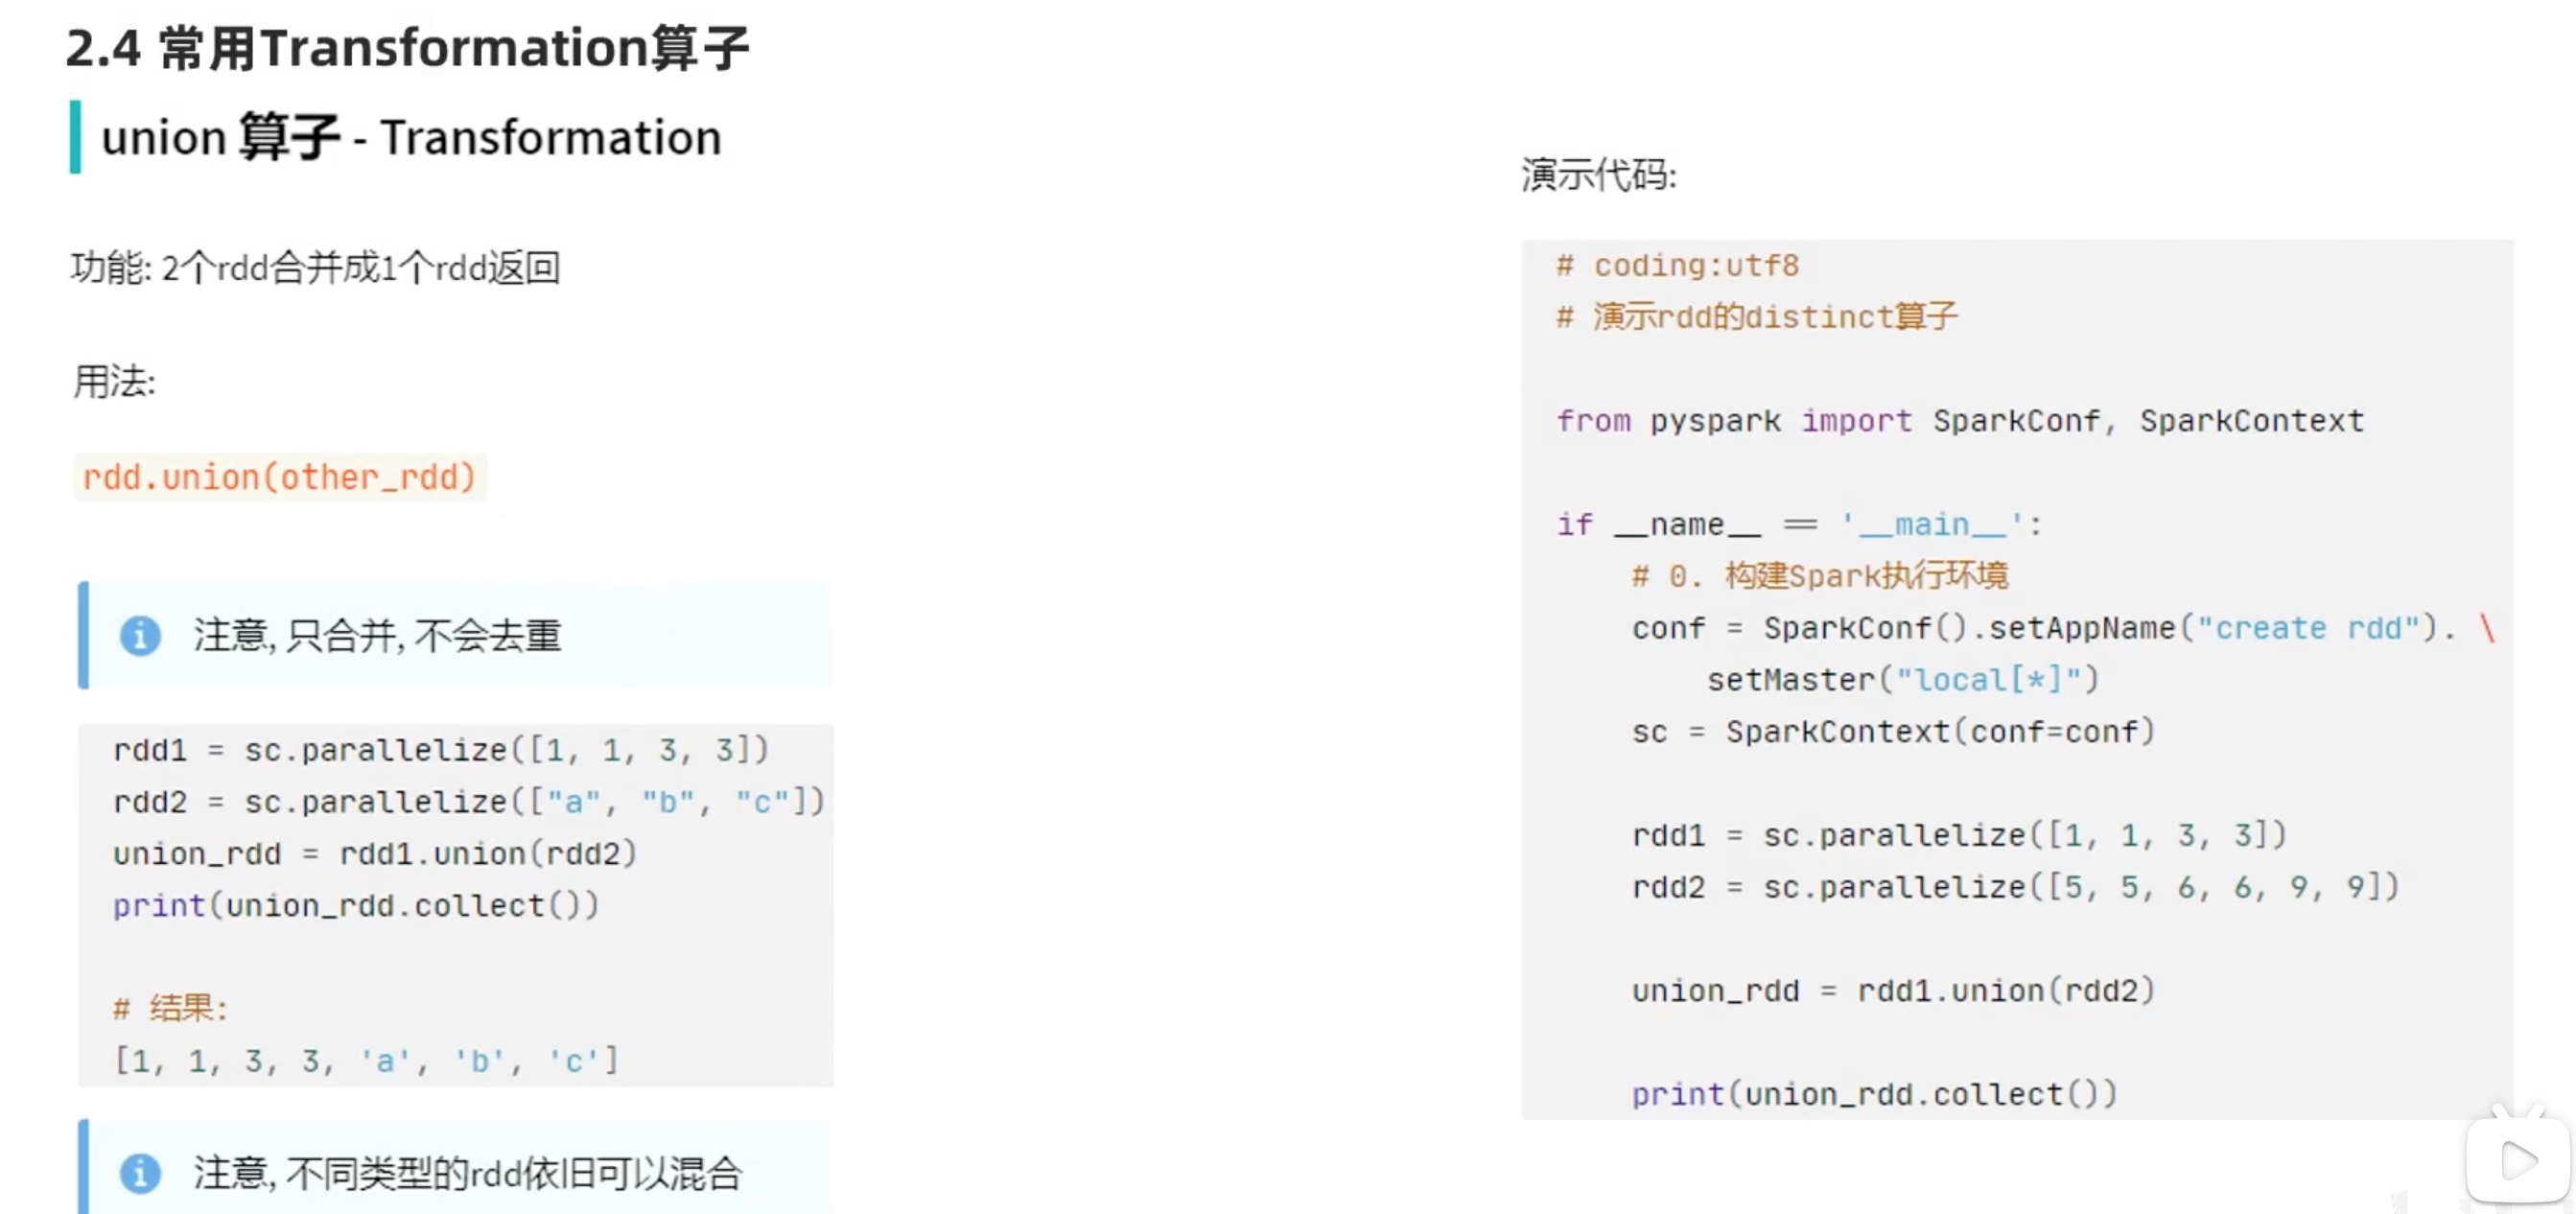 2.4 常用Transformation算子
union 算子 - Transformation
功能: 2个rdd合并成1个rdd返回
用法:
rdd.union(other_rdd)
注意, 只合并, 不会去重
rdd1 = sc.parallelize([1, 1, 3, 3])
rdd2 = sc.parallelize(["a", "b", "c"])
union_rdd = rdd1.union(rdd2)
print(union_rdd.collect())
# 结果:
[1, 1, 3, 3, 'a', 'b', 'c']
注意, 不同类型的rdd依旧可以混合
演示代码:
# coding:utf8
# 演示rdd的distinct算子
from pyspark import SparkConf, SparkContext
if __name__ == '__main__':
# 0. 构建Spark执行环境
conf = SparkConf().setAppName("create rdd"). \
setMaster("local[*]")
sc = SparkContext(conf=conf)
rdd1 = sc.parallelize([1, 1, 3, 3])
rdd2 = sc.parallelize([5, 5, 6, 6, 9, 9])
union_rdd = rdd1.union(rdd2)
print(union_rdd.collect())